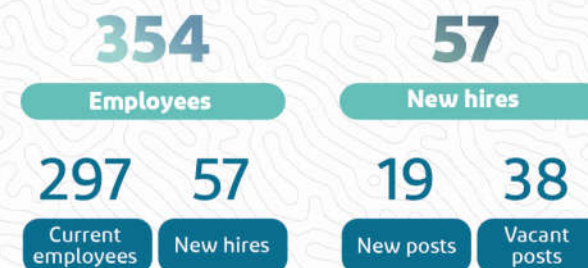 354
57
Employees
New hires
297
57
19
38
Current
employees
New hires
New posts
Vacant
posts